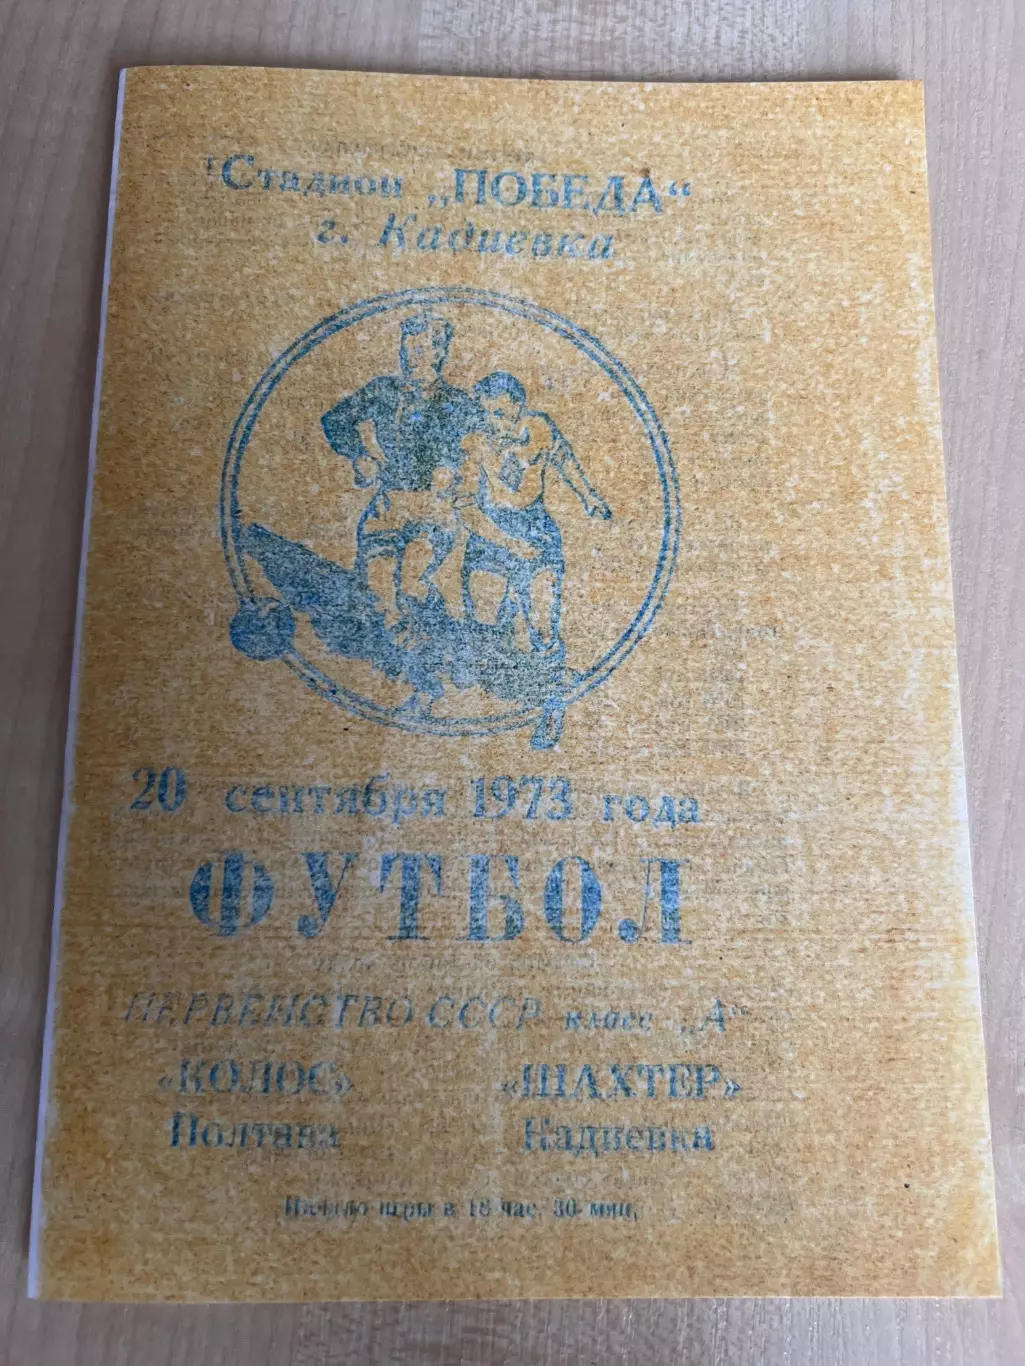 Стадион „ПОБЕДА“
г. Кадиевка
20 сентября 1973 года
ФУТБОЛ
ПЕРВЕНСТВО СССР класс „А“
«КОЛОС» «ШАХТЕР»
Полтава Кадиевка
Начало игры в 18 час. 30 мин.